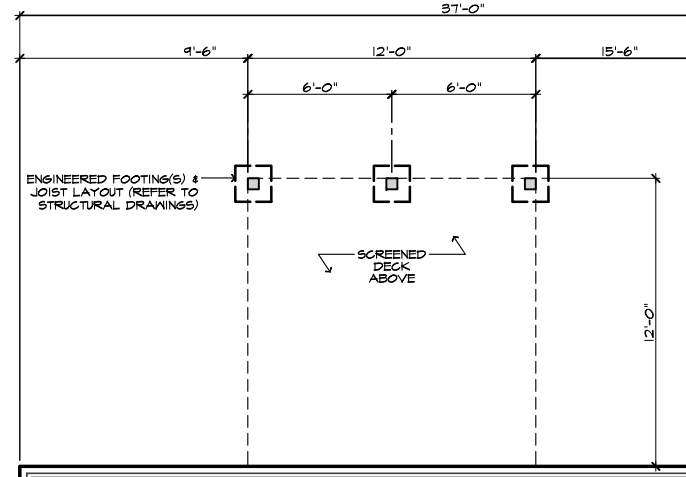 37'-0"
9'-6"
12'-0"
15'-6"
6'-0"
6'-0"
ENGINEERED FOOTING(S) &
JOIST LAYOUT (REFER TO
STRUCTURAL DRAWINGS)
SCREENED
DECK
ABOVE
12'-0"